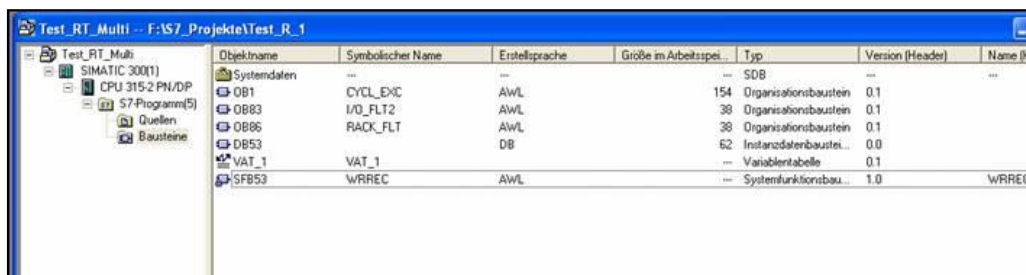 Test_RT_Multi -- F:\S7_Projekte\Test_R_1
Test_RT_Multi
SIMATIC 300(1)
CPU 315-2 PN/DP
S7-Programm(5)
Quellen
Bausteine
Objektname Symbolischer Name Erstellsprache Größe im Arbeitsspei... Typ Version (Header)
Systemdaten --- --- --- SDB --- ---
OB1 CYCL_EXC AWL 154 Organisationsbaustein 0.1
OB83 I/O_FLT2 AWL 38 Organisationsbaustein 0.1
OB86 RACK_FLT AWL 38 Organisationsbaustein 0.1
DB53 DB 62 Instanzdatenbaustei... 0.0
VAT_1 VAT_1 --- Variablentabelle 0.1
SFB53 WRREC AWL --- Systemfunktionsbau... 1.0 WRREC